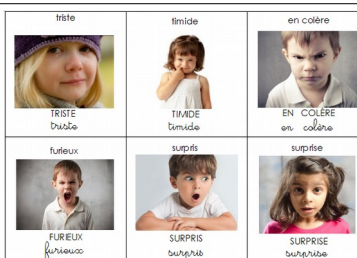 triste
timide
en colère
TRISTE
TIMIDE
EN COLÈRE
triste
timide
en colère
furieux
surpris
surprise
FURIEUX
SURPRIS
SURPRISE
furieux
surpris
surprise